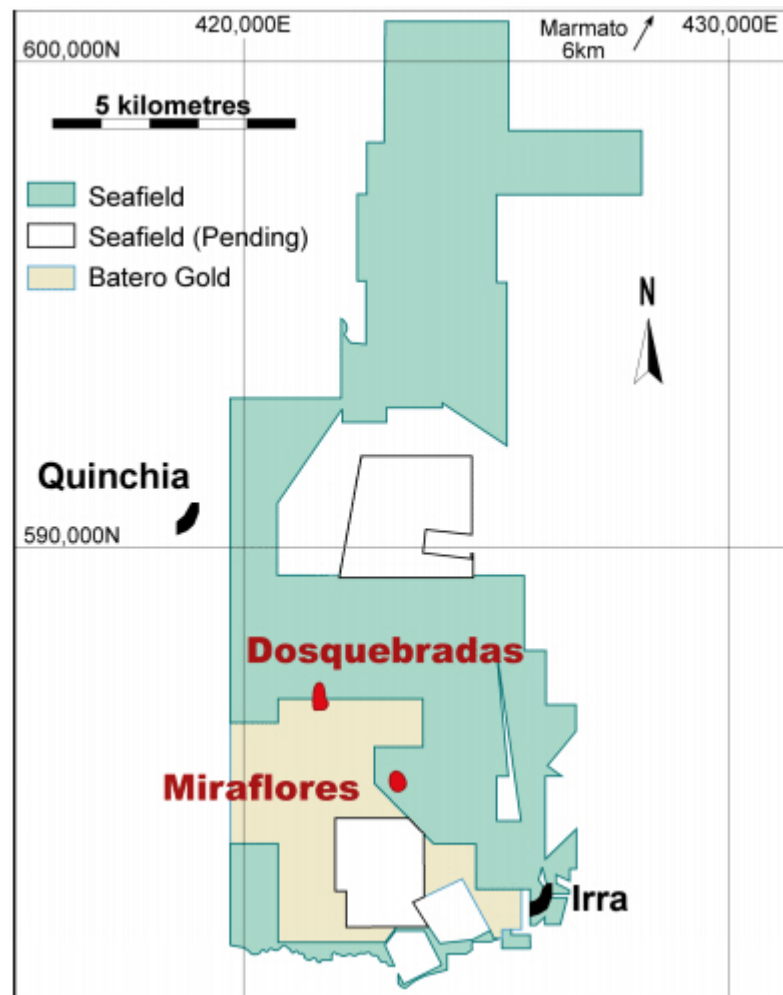 420,000E
430,000E
Marmato
6km
600,000N
5 kilometres
Seafield
Seafield (Pending)
Batero Gold
N
Quinchia
590,000N
Dosquebradas
Miraflores
Irra